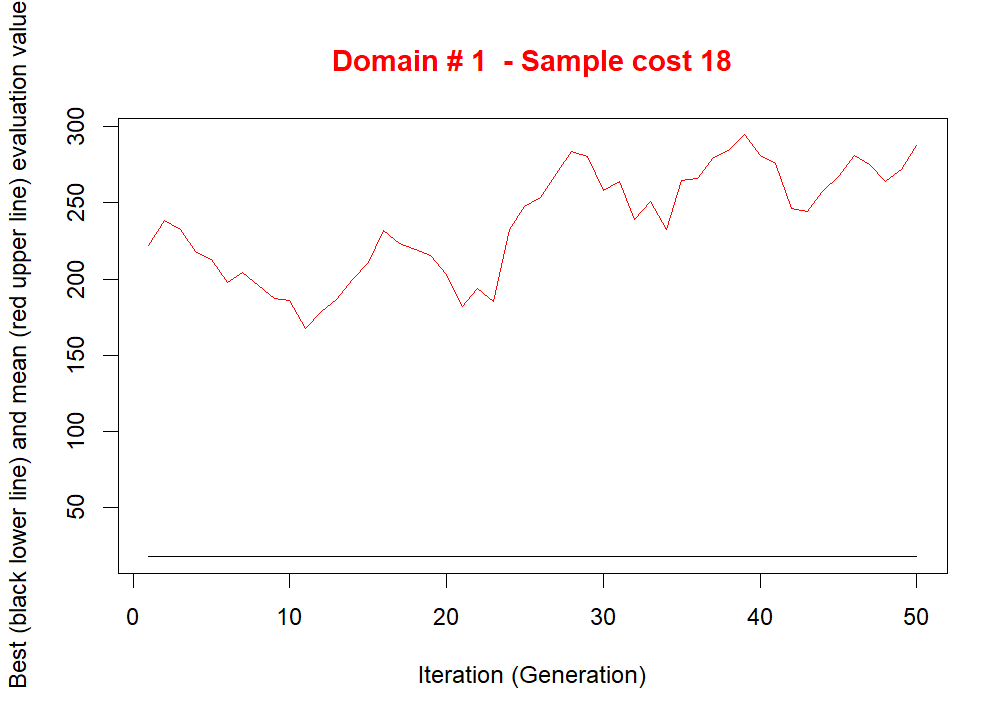 Domain # 1  - Sample cost 18
Best (black lower line) and mean (red upper line) evaluation value
300
250
200
150
100
50
0 10 20 30 40 50
Iteration (Generation)